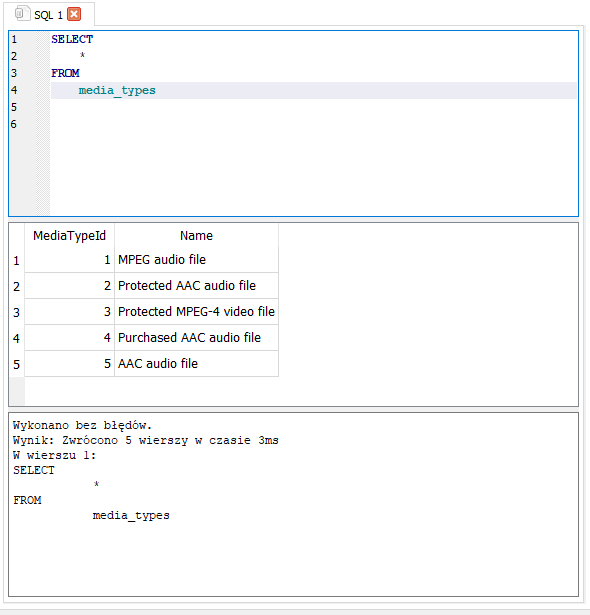 SQL 1
1 SELECT
2 *
3 FROM
4 media_types
5
6
MediaTypeId Name
1 1 MPEG audio file
2 2 Protected AAC audio file
3 3 Protected MPEG-4 video file
4 4 Purchased AAC audio file
5 5 AAC audio file
Wykonano bez błędów.
Wynik: Zwrócono 5 wierszy w czasie 3ms
W wierszu 1:
SELECT
*
FROM
media_types